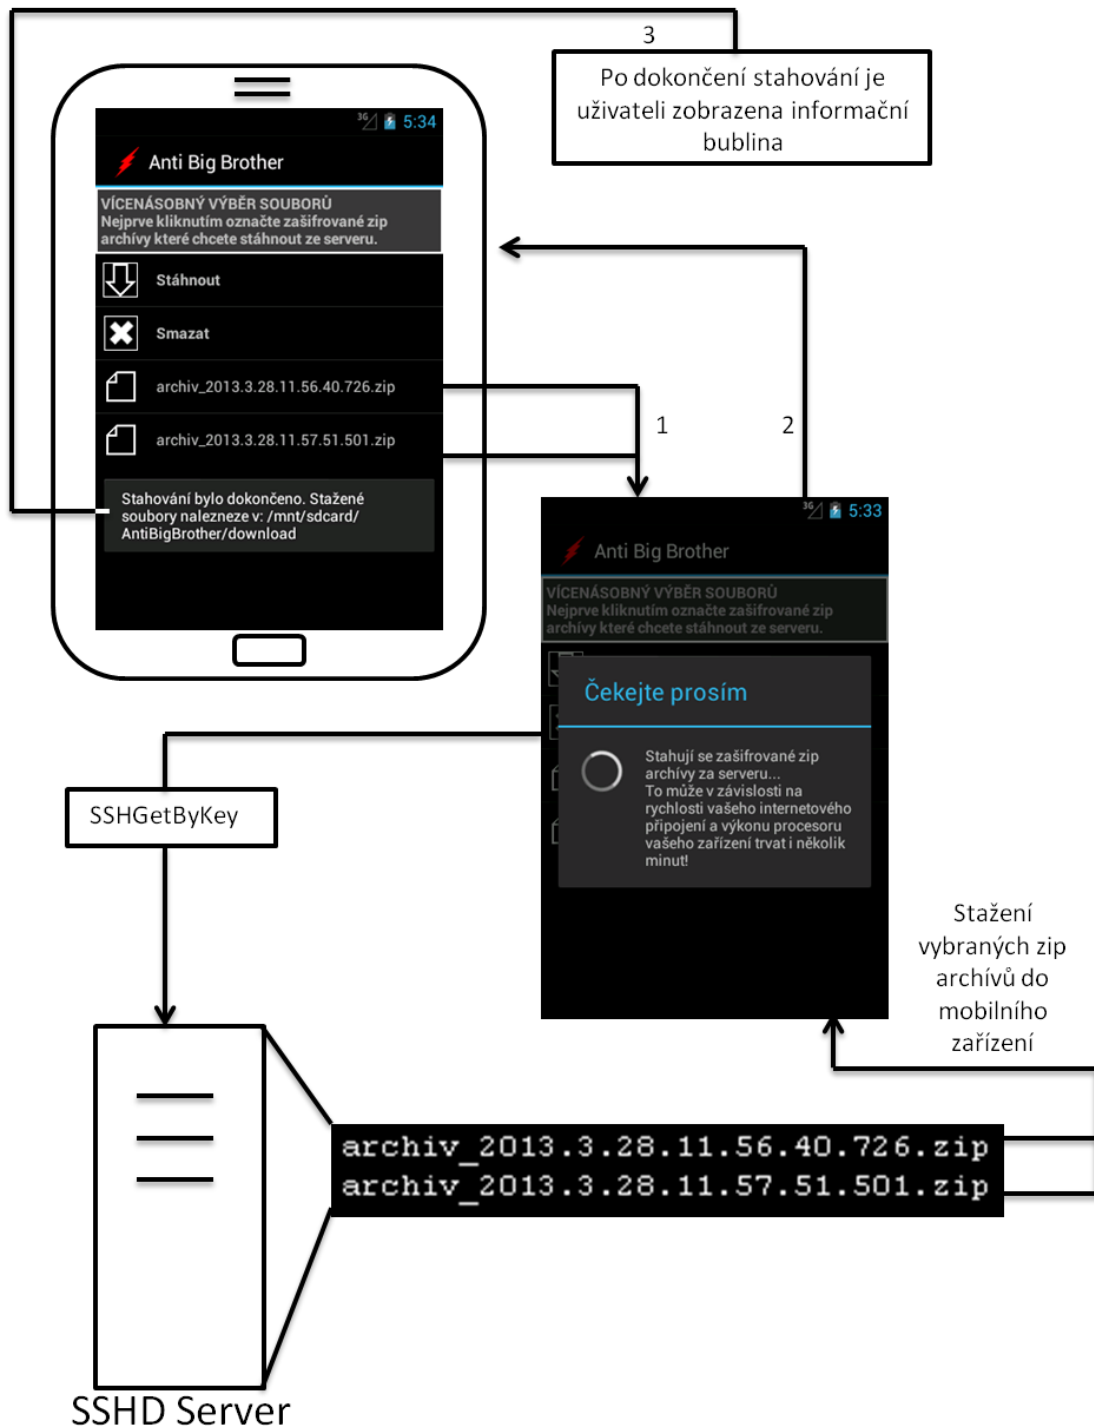 3
Po dokončení stahování je
uživateli zobrazena informační
bublina
3G 5:34
Anti Big Brother
VÍCENÁSOBNÝ VÝBĚR SOUBORŮ
Nejprve kliknutím označte zašifrované zip
archívy které chcete stáhnout ze serveru.
Stáhnout
Smazat
archiv_2013.3.28.11.56.40.726.zip
archiv_2013.3.28.11.57.51.501.zip
Stahování bylo dokončeno. Stažené
soubory nalezneze v: /mnt/sdcard/
AntiBigBrother/download
1
2
3G 5:33
Anti Big Brother
VÍCENÁSOBNÝ VÝBĚR SOUBORŮ
Nejprve kliknutím označte zašifrované zip
archívy které chcete stáhnout ze serveru.
Čekejte prosím
Stahují se zašifrované zip
archívy za serveru...
To může v závislosti na
rychlosti vašeho internetového
připojení a výkonu procesoru
vašeho zařízení trvat i několik
minut!
SSHGetByKey
Stažení
vybraných zip
archívů do
mobilního
zařízení
archiv_2013.3.28.11.56.40.726.zip
archiv_2013.3.28.11.57.51.501.zip
SSHD Server